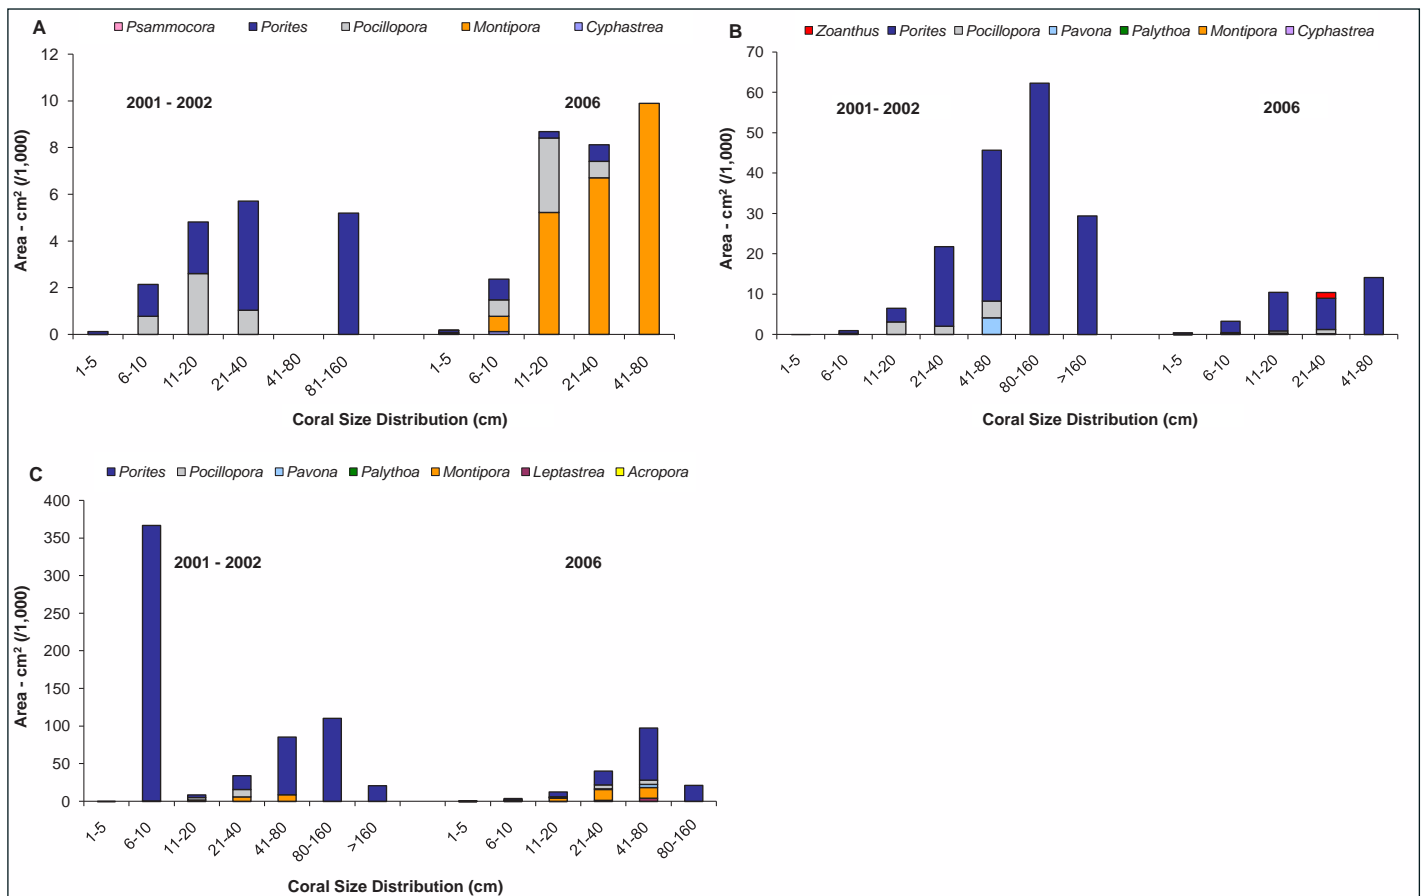 A
Psammocora Porites Pocillopora Montipora Cyphastrea
12
10
8
6
4
2
0
Area - cm² (/1,000)
2001 - 2002
2006
1-5 6-10 11-20 21-40 41-80 81-160 1-5 6-10 11-20 21-40 41-80
Coral Size Distribution (cm)
B
Zoanthus Porites Pocillopora Pavona Palythoa Montipora Cyphastrea
70
60
50
40
30
20
10
0
Area - cm² (/1,000)
2001- 2002
2006
1-5 6-10 11-20 21-40 41-80 80-160 >160 1-5 6-10 11-20 21-40 41-80
Coral Size Distribution (cm)
C
Porites Pocillopora Pavona Palythoa Montipora Leptastrea Acropora
400
350
300
250
200
150
100
50
0
Area - cm² (/1,000)
2001 - 2002
2006
1-5 6-10 11-20 21-40 41-80 80-160 >160 1-5 6-10 11-20 21-40 41-80 80-160
Coral Size Distribution (cm)